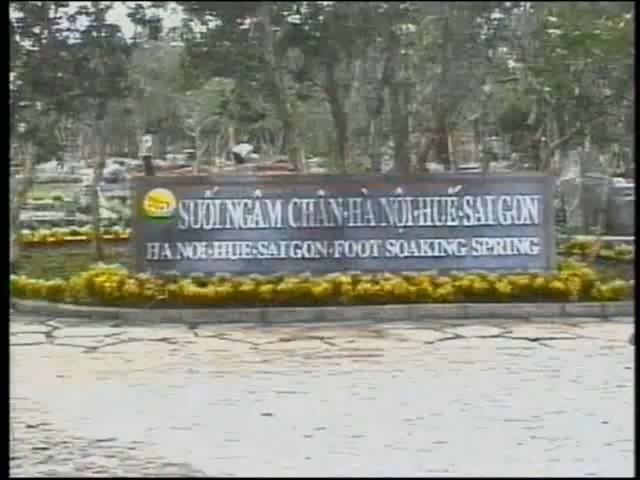 SUỐI NGÂM CHÂN-HÀ NỘI-HUẾ-SÀI GÒN
HA NOI-HUE-SAI GON-FOOT SOAKING SPRING